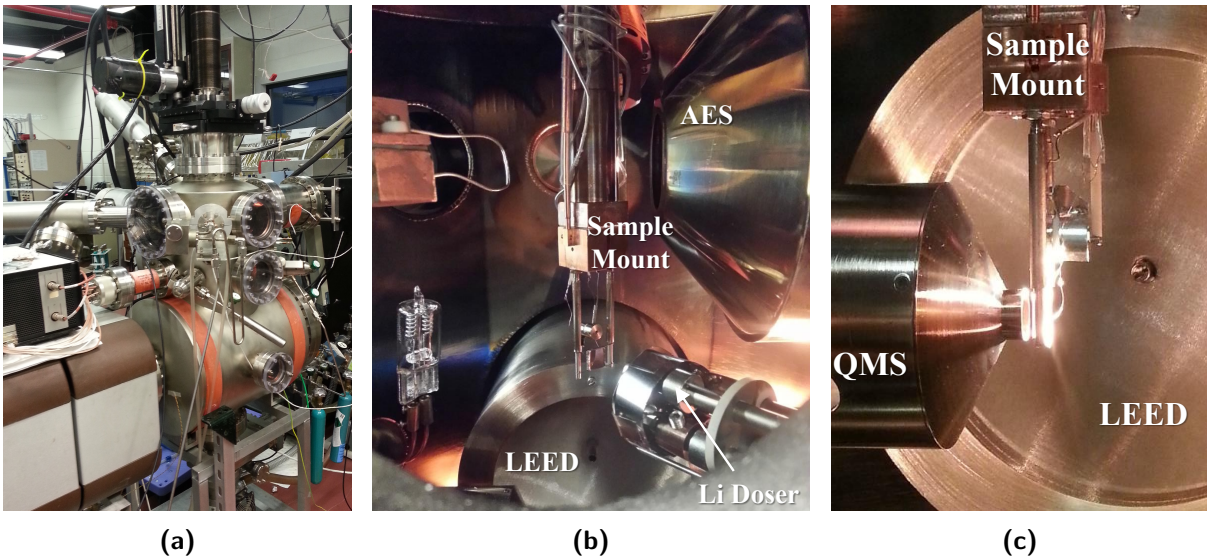 AES
Sample
Mount
LEED
Li Doser
Sample
Mount
QMS
LEED
(a)
(b)
(c)